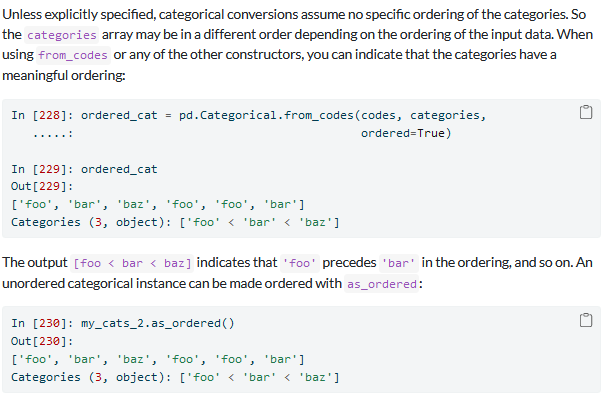 Unless explicitly specified, categorical conversions assume no specific ordering of the categories. So
the categories array may be in a different order depending on the ordering of the input data. When
using from_codes or any of the other constructors, you can indicate that the categories have a
meaningful ordering:
In [228]: ordered_cat = pd.Categorical.from_codes(codes, categories,
.....:                                        ordered=True)
In [229]: ordered_cat
Out[229]:
['foo', 'bar', 'baz', 'foo', 'foo', 'bar']
Categories (3, object): ['foo' < 'bar' < 'baz']
The output [foo < bar < baz] indicates that 'foo' precedes 'bar' in the ordering, and so on. An
unordered categorical instance can be made ordered with as_ordered:
In [230]: my_cats_2.as_ordered()
Out[230]:
['foo', 'bar', 'baz', 'foo', 'foo', 'bar']
Categories (3, object): ['foo' < 'bar' < 'baz']